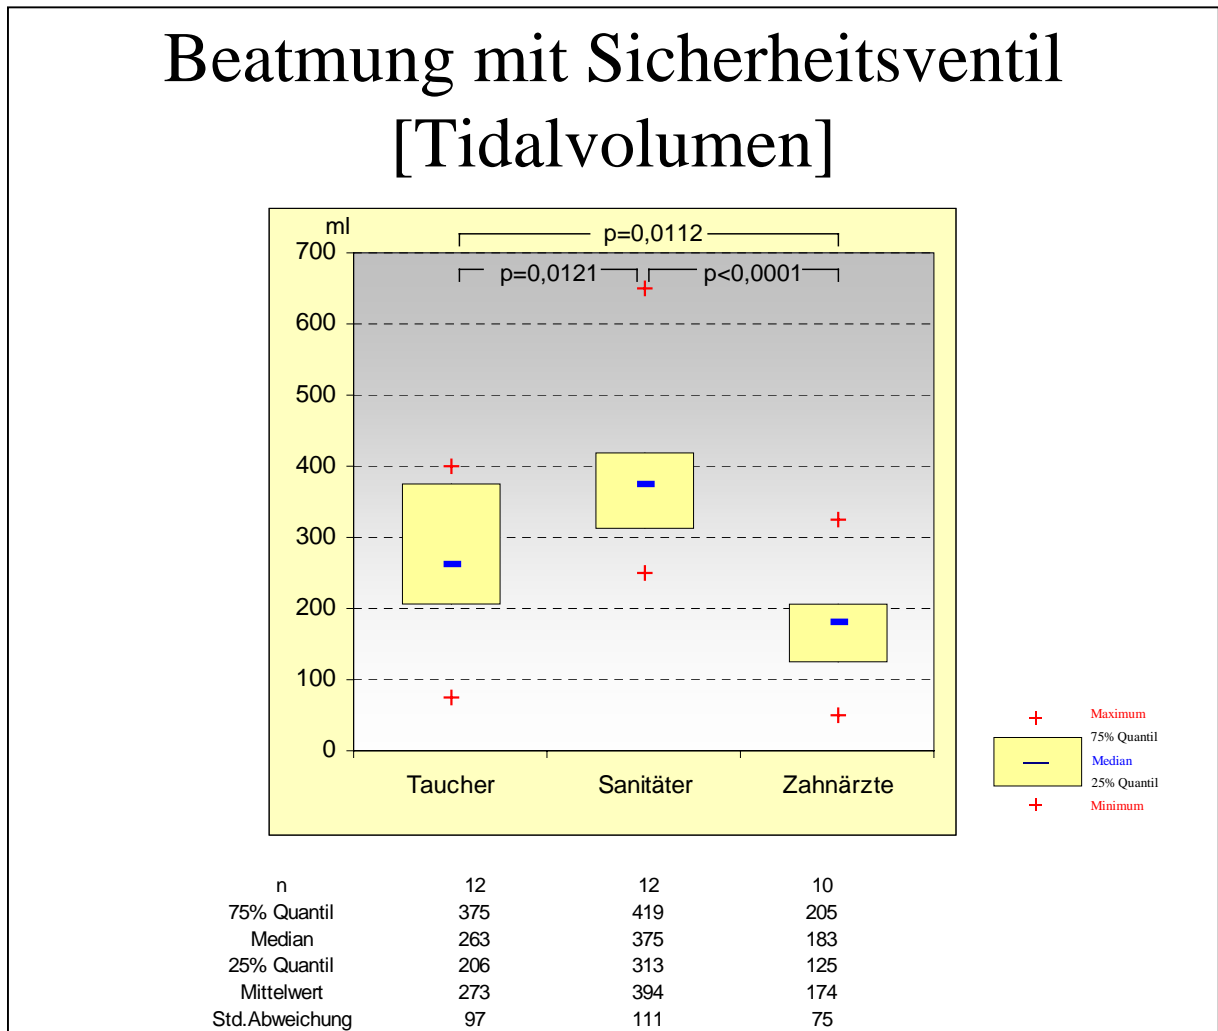 Beatmung mit Sicherheitsventil
[Tidalvolumen]
ml
p=0,0112
700
p=0,0121 p<0,0001
600
500
400
300
200
100
0
Taucher Sanitäter Zahnärzte
Maximum
75% Quantil
Median
25% Quantil
Minimum
n 12 12 10
75% Quantil 375 419 205
Median 263 375 183
25% Quantil 206 313 125
Mittelwert 273 394 174
Std.Abweichung 97 111 75